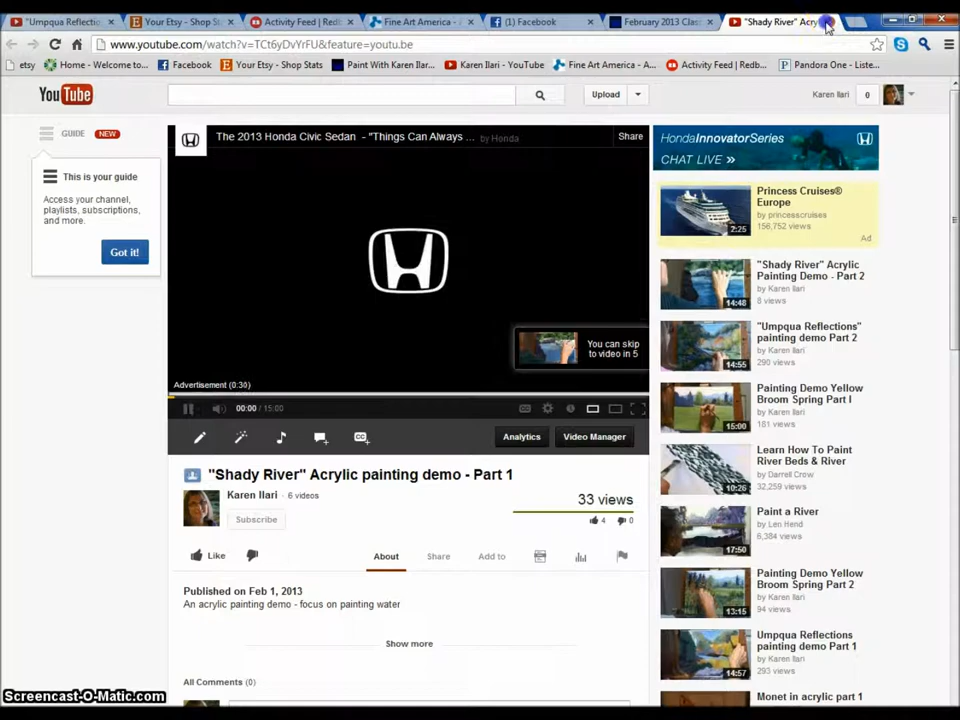 "Umpqua Reflectio
Your Etsy - Shop St
Activity Feed | Redb
Fine Art America -
(1) Facebook
February 2013 Class
"Shady River" Acry
www.youtube.com/watch?v=TCt6yDvYrFU&feature=youtu.be
etsy
Home - Welcome to...
Facebook
Your Etsy - Shop Stats
Paint With Karen Ilar...
Karen Ilari - YouTube
Fine Art America - A...
Activity Feed | Redb...
Pandora One - Liste...
YouTube
Upload
Karen Ilari
0
GUIDE NEW
This is your guide
Access your channel,
playlists, subscriptions,
and more.
Got it!
The 2013 Honda Civic Sedan - "Things Can Always ... by Honda
Share
You can skip
to video in 5
Advertisement (0:30)
00:00 / 15:00
CC
Analytics
Video Manager
"Shady River" Acrylic painting demo - Part 1
Karen Ilari · 6 videos
Subscribe
33 views
4
0
Like
About
Share
Add to
Published on Feb 1, 2013
An acrylic painting demo - focus on painting water
Show more
All Comments (0)
HondaInnovatorSeries
CHAT LIVE »
Princess Cruises®
Europe
by princesscruises
156,752 views
2:25
Ad
"Shady River" Acrylic
Painting Demo - Part 2
by Karen Ilari
8 views
14:48
"Umpqua Reflections"
painting demo Part 2
by Karen Ilari
290 views
14:55
Painting Demo Yellow
Broom Spring Part I
by Karen Ilari
181 views
15:00
Learn How To Paint
River Beds & River
by Darrell Crow
32,259 views
10:26
Paint a River
by Len Hend
6,384 views
17:50
Painting Demo Yellow
Broom Spring Part 2
by Karen Ilari
94 views
13:15
Umpqua Reflections
painting demo Part 1
by Karen Ilari
293 views
14:57
Monet in acrylic part 1
Screencast-O-Matic.com